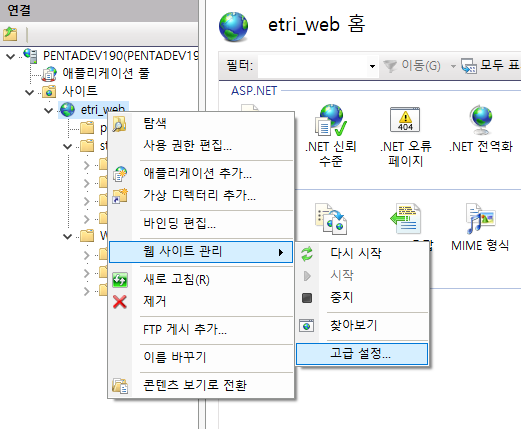 연결
PENTADEV190(PENTADEV190
애플리케이션 풀
사이트
etri_web
p
st
W
탐색
사용 권한 편집...
애플리케이션 추가...
가상 디렉터리 추가...
바인딩 편집...
웹 사이트 관리
새로 고침(R)
제거
FTP 게시 추가...
이름 바꾸기
콘텐츠 보기로 전환
다시 시작
시작
중지
찾아보기
고급 설정...
etri_web 홈
필터:
이동(G)
모두 표
ASP.NET
.NET 신뢰
수준
404
.NET 오류
페이지
.NET 전역화
MIME 형식